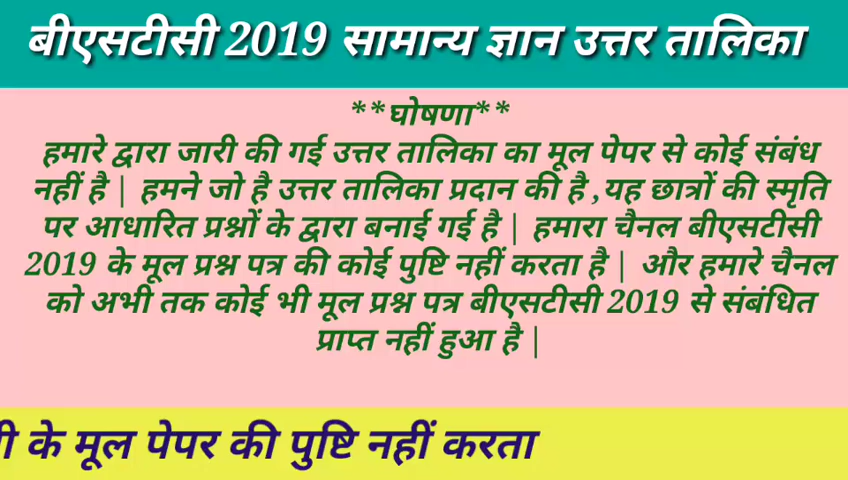 बीएसटीसी 2019 सामान्य ज्ञान उत्तर तालिका
**घोषणा**
हमारे द्वारा जारी की गई उत्तर तालिका का मूल पेपर से कोई संबंध
नहीं है | हमने जो है उत्तर तालिका प्रदान की है ,यह छात्रों की स्मृति
पर आधारित प्रश्नों के द्वारा बनाई गई है | हमारा चैनल बीएसटीसी
2019 के मूल प्रश्न पत्र की कोई पुष्टि नहीं करता है | और हमारे चैनल
को अभी तक कोई भी मूल प्रश्न पत्र बीएसटीसी 2019 से संबंधित
प्राप्त नहीं हुआ है |
के मूल पेपर की पुष्टि नहीं करता